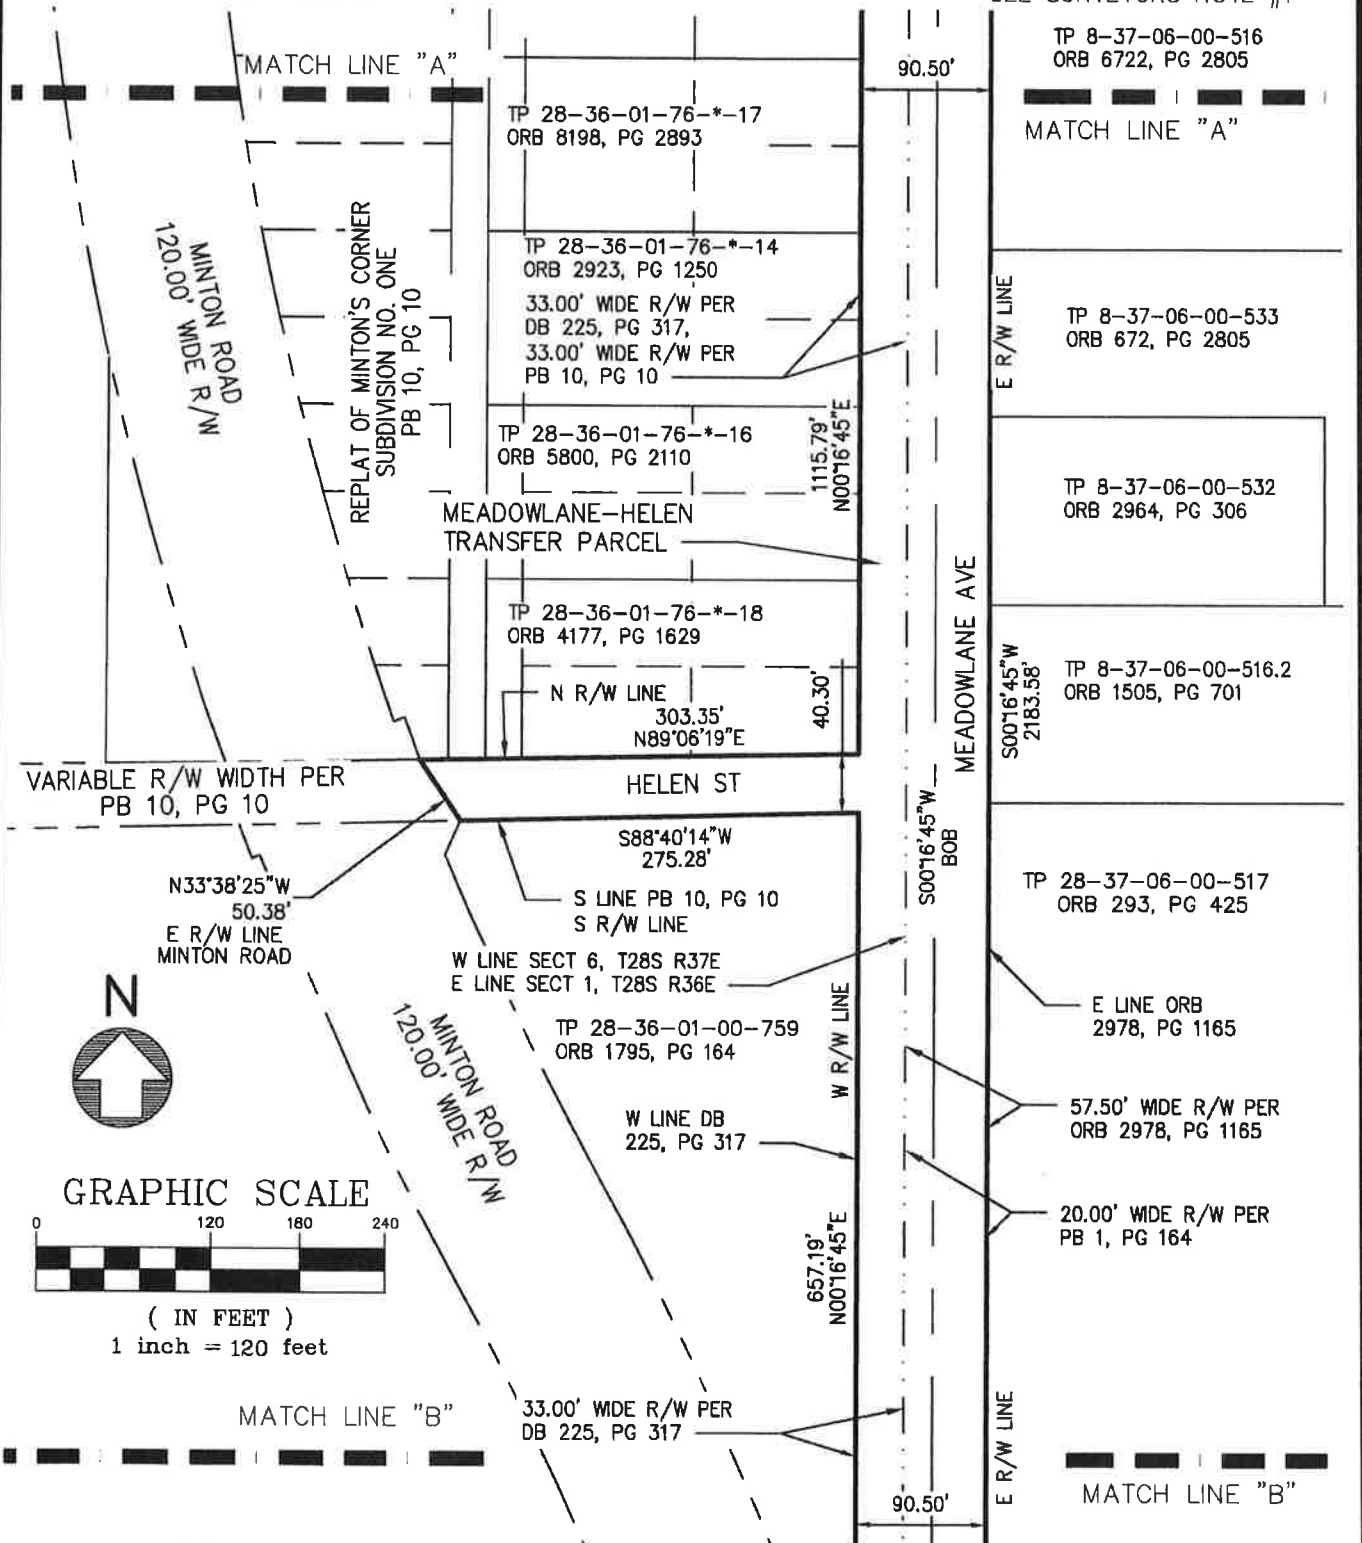 TP 8-37-06-00-516
ORB 6722, PG 2805
MATCH LINE "A"
90.50'
MATCH LINE "A"
TP 28-36-01-76-*-17
ORB 8198, PG 2893
MINTON ROAD
120.00' WIDE R/W
REPLAT OF MINTON'S CORNER
SUBDIVISION NO. ONE
PB 10, PG 10
TP 28-36-01-76-*-14
ORB 2923, PG 1250
33.00' WIDE R/W PER
DB 225, PG 317,
33.00' WIDE R/W PER
PB 10, PG 10
E R/W LINE
TP 8-37-06-00-533
ORB 672, PG 2805
TP 28-36-01-76-*-16
ORB 5800, PG 2110
1115.79'
N00°16'45"E
TP 8-37-06-00-532
ORB 2964, PG 306
MEADOWLANE-HELEN
TRANSFER PARCEL
MEADOWLANE AVE
TP 28-36-01-76-*-18
ORB 4177, PG 1629
S00°16'45"W
2183.58'
TP 8-37-06-00-516.2
ORB 1505, PG 701
N R/W LINE
303.35'
N89°06'19"E
40.30'
VARIABLE R/W WIDTH PER
PB 10, PG 10
HELEN ST
S00°16'45"W
BOB
S88°40'14"W
275.28'
N33°38'25"W
50.38'
E R/W LINE
MINTON ROAD
S LINE PB 10, PG 10
S R/W LINE
TP 28-37-06-00-517
ORB 293, PG 425
W LINE SECT 6, T28S R37E
E LINE SECT 1, T28S R36E
N
MINTON ROAD
120.00' WIDE R/W
TP 28-36-01-00-759
ORB 1795, PG 164
W R/W LINE
E LINE ORB
2978, PG 1165
57.50' WIDE R/W PER
ORB 2978, PG 1165
W LINE DB
225, PG 317
GRAPHIC SCALE
0 120 180 240
( IN FEET )
1 inch = 120 feet
657.19'
N00°16'45"E
20.00' WIDE R/W PER
PB 1, PG 164
MATCH LINE "B"
33.00' WIDE R/W PER
DB 225, PG 317
E R/W LINE
90.50'
MATCH LINE "B"